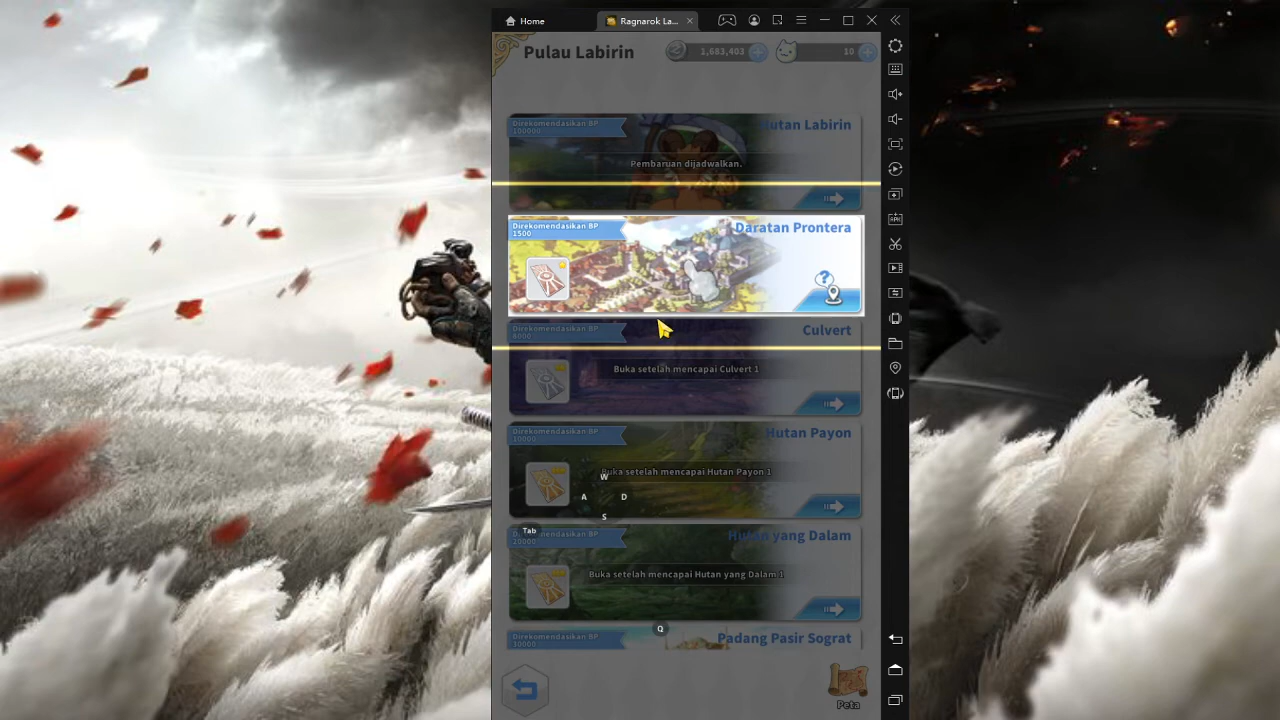 Home
Ragnarok La...
Pulau Labirin
1,683,403
10
Direkomendasikan BP
100000
Hutan Labirin
Pembaruan dijadwalkan.
Direkomendasikan BP
1500
Daratan Prontera
?
Direkomendasikan BP
6000
Culvert
Buka setelah mencapai Culvert 1
Direkomendasikan BP
10000
Hutan Payon
Buka setelah mencapai Hutan Payon 1
W
A
D
S
Tab
Direkomendasikan BP
10000
Hutan yang Dalam
Buka setelah mencapai Hutan yang Dalam 1
Q
Direkomendasikan BP
10000
Padang Pasir Sograt
Peta